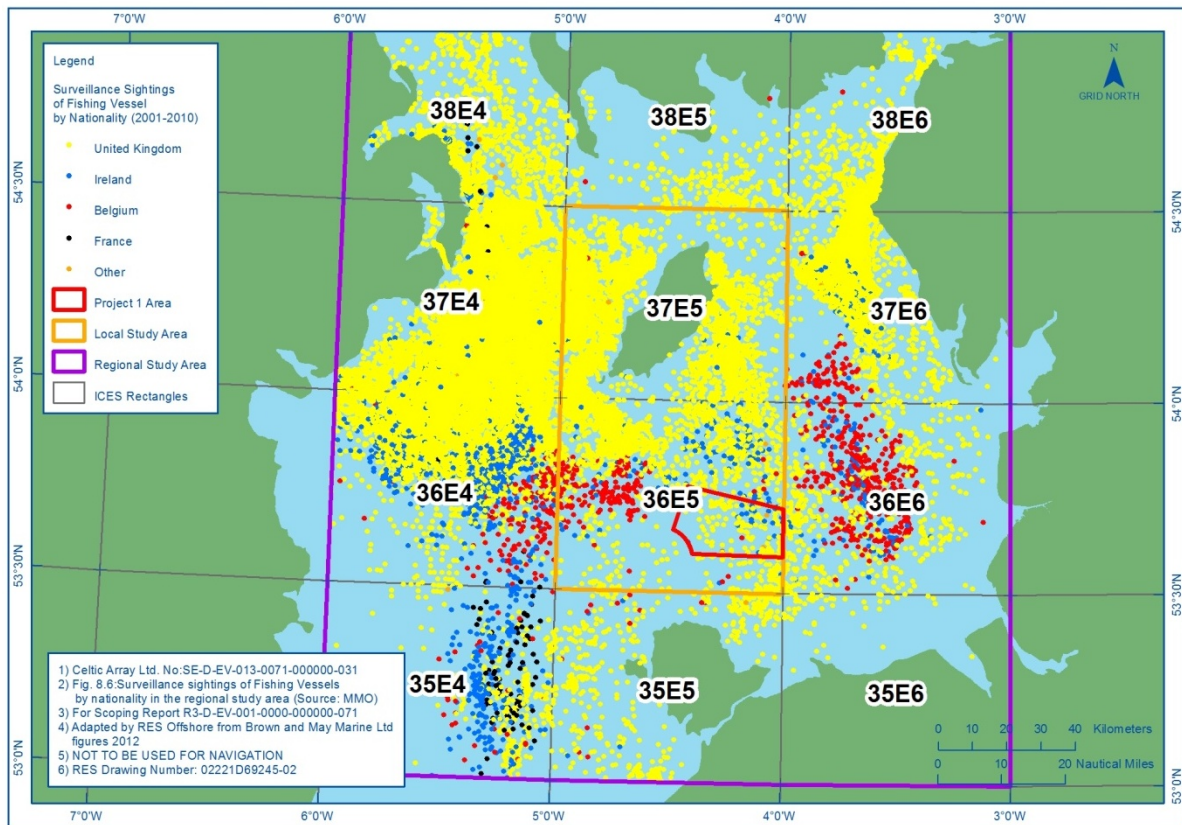 7°0'W
6°0'W
5°0'W
4°0'W
3°0'W
Legend
Surveillance Sightings
of Fishing Vessel
by Nationality (2001-2010)
United Kingdom
Ireland
Belgium
France
Other
Project 1 Area
Local Study Area
Regional Study Area
ICES Rectangles
N
GRID NORTH
38E4
38E5
38E6
54°30'N
54°30'N
37E4
37E5
37E6
54°0'N
54°0'N
36E4
36E5
36E6
53°30'N
53°30'N
35E4
35E5
35E6
1) Celtic Array Ltd. No:SE-D-EV-013-0071-000000-031
2) Fig. 8.6:Surveillance sightings of Fishing Vessels
by nationality in the regional study area (Source: MMO)
3) For Scoping Report R3-D-EV-001-0000-000000-071
4) Adapted by RES Offshore from Brown and May Marine Ltd
figures 2012
5) NOT TO BE USED FOR NAVIGATION
6) RES Drawing Number: 02221D69245-02
0 10 20 40 Kilometers
0 10 20 Nautical Miles
53°0'N
53°0'N
7°0'W
6°0'W
5°0'W
4°0'W
3°0'W